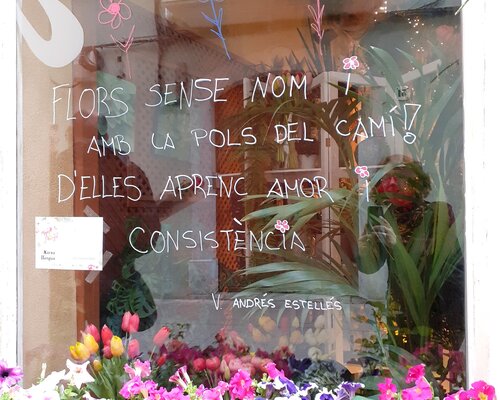 FLORS SENSE NOM I
AMB LA POLS DEL CAMÍ!
D'ELLES APRENC AMOR I
CONSISTÈNCIA.
V. ANDRÉS ESTELLÉS